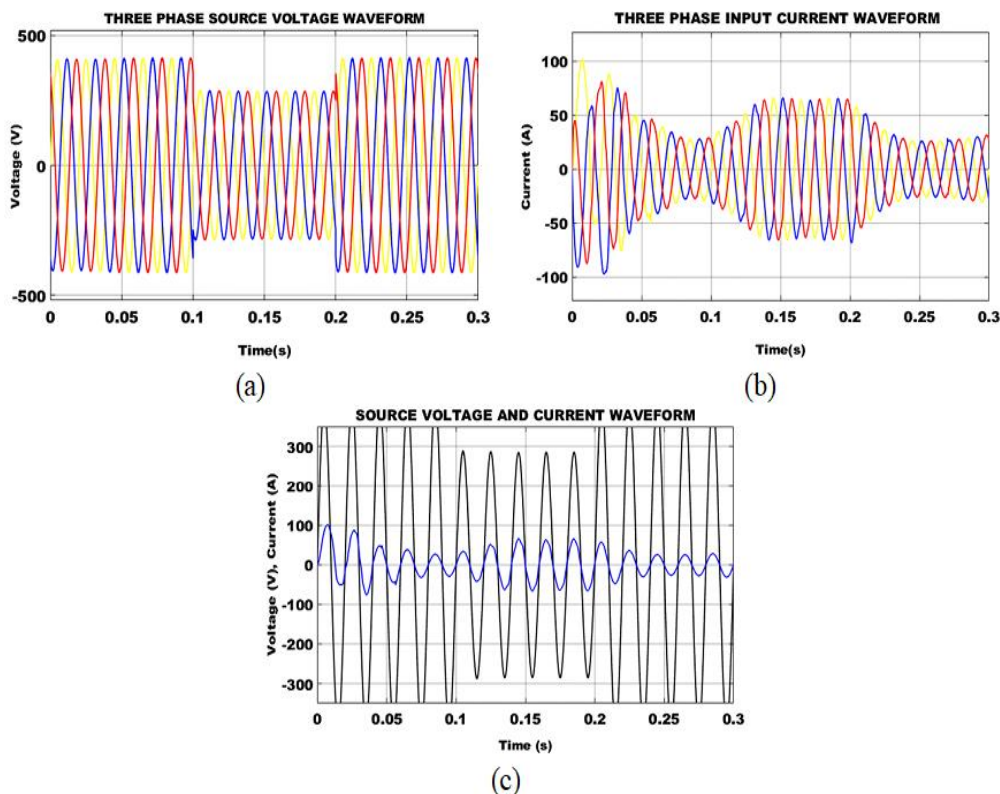 THREE PHASE SOURCE VOLTAGE WAVEFORM
500
0
-500
Voltage (V)
0 0.05 0.1 0.15 0.2 0.25 0.3
Time(s)
(a)
THREE PHASE INPUT CURRENT WAVEFORM
100
50
0
-50
-100
Current (A)
0 0.05 0.1 0.15 0.2 0.25 0.3
Time(s)
(b)
SOURCE VOLTAGE AND CURRENT WAVEFORM
300
200
100
0
-100
-200
-300
Voltage (V), Current (A)
0 0.05 0.1 0.15 0.2 0.25 0.3
Time (s)
(c)